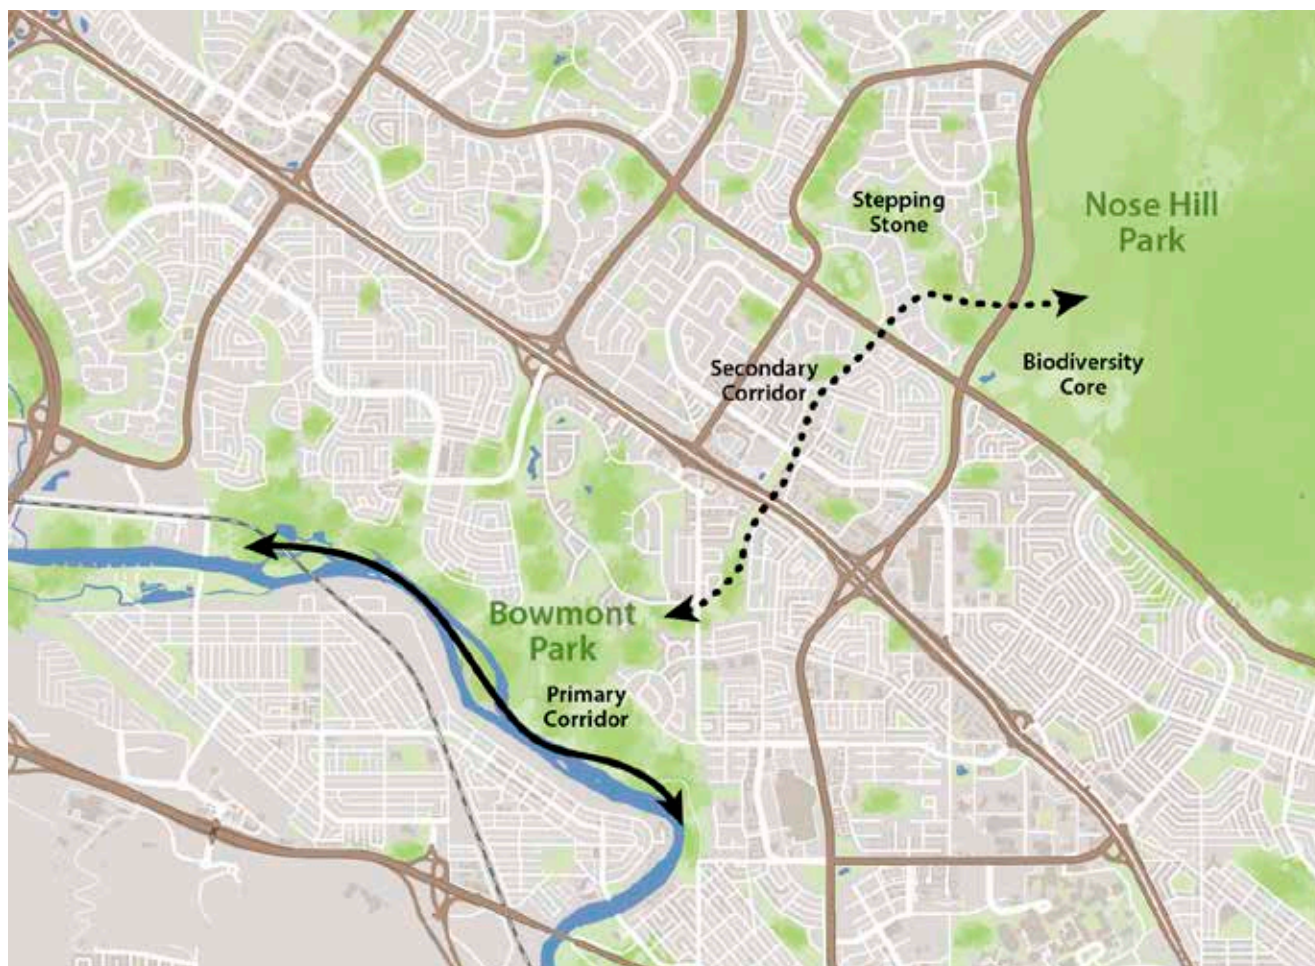 Stepping
Stone
Nose Hill
Park
Secondary
Corridor
Biodiversity
Core
Bowmont
Park
Primary
Corridor